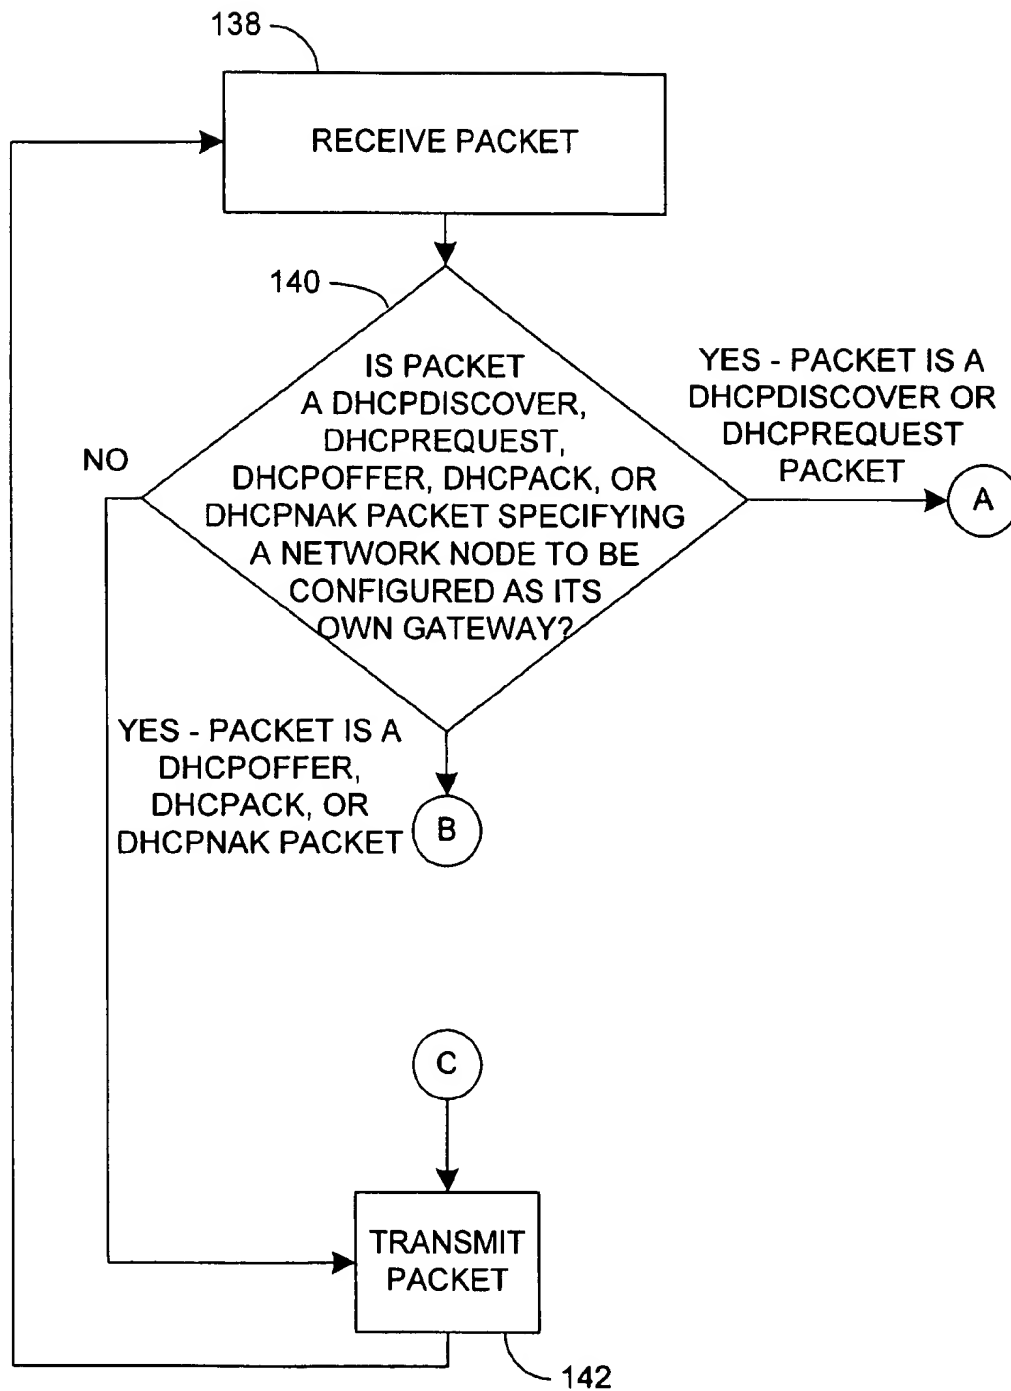 138
RECEIVE PACKET
140
IS PACKET
A DHCPDISCOVER,
DHCPREQUEST,
DHCPOFFER, DHCPACK, OR
DHCPNAK PACKET SPECIFYING
A NETWORK NODE TO BE
CONFIGURED AS ITS
OWN GATEWAY?
YES - PACKET IS A
DHCPDISCOVER OR
DHCPREQUEST
PACKET
A
NO
YES - PACKET IS A
DHCPOFFER,
DHCPACK, OR
DHCPNAK PACKET
B
C
TRANSMIT
PACKET
142